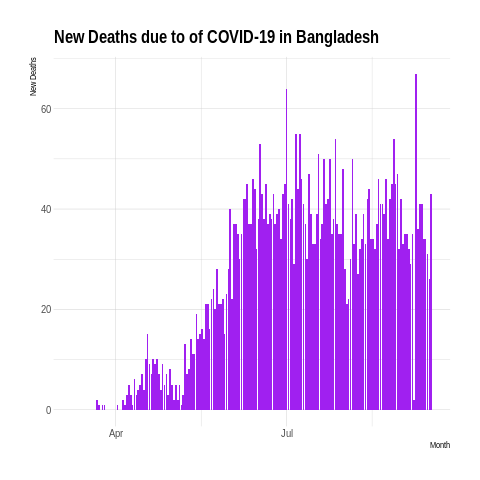 New Deaths due to of COVID-19 in Bangladesh
New Deaths
60
40
20
0
Apr
Jul
Month